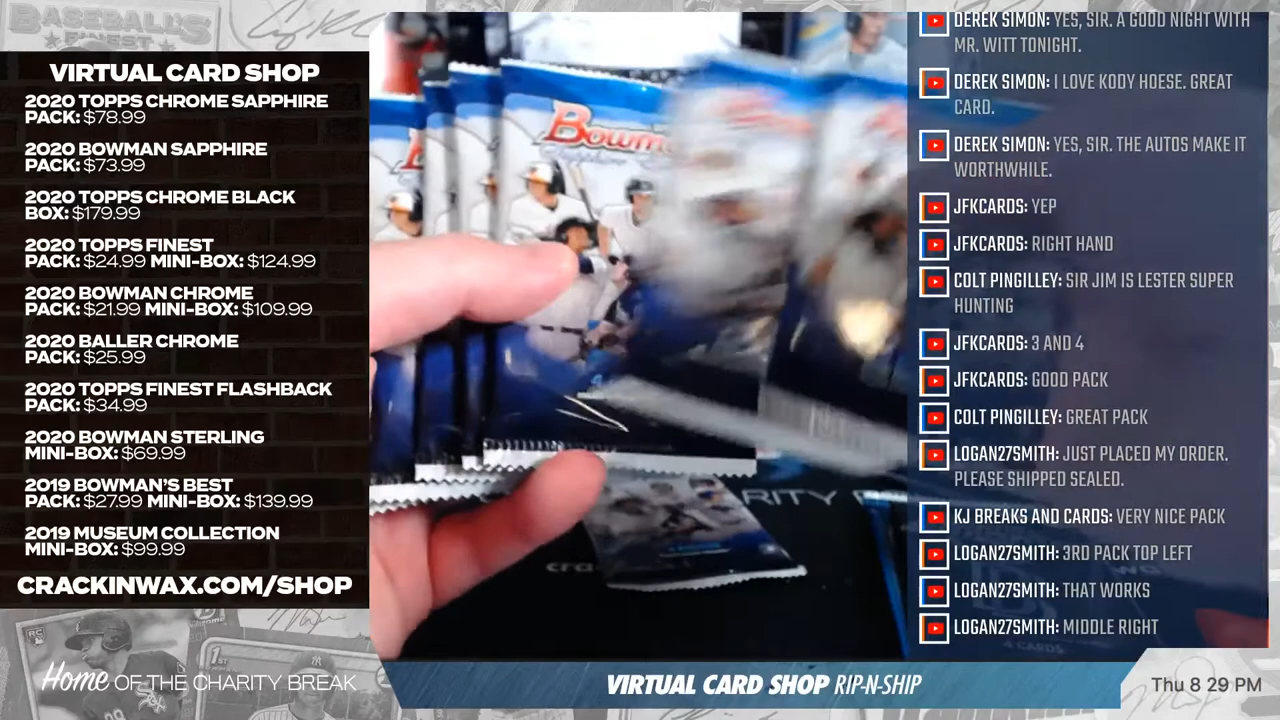 BASEBALL'S
FINEST
VIRTUAL CARD SHOP
2020 TOPPS CHROME SAPPHIRE
PACK: $78.99
2020 BOWMAN SAPPHIRE
PACK: $73.99
2020 TOPPS CHROME BLACK
BOX: $179.99
2020 TOPPS FINEST
PACK: $24.99 MINI-BOX: $124.99
2020 BOWMAN CHROME
PACK: $21.99 MINI-BOX: $109.99
2020 BALLER CHROME
PACK: $25.99
2020 TOPPS FINEST FLASHBACK
PACK: $34.99
2020 BOWMAN STERLING
MINI-BOX: $69.99
2019 BOWMAN'S BEST
PACK: $27.99 MINI-BOX: $139.99
2019 MUSEUM COLLECTION
MINI-BOX: $99.99
CRACKINWAX.COM/SHOP
RC
1ST
Home OF THE CHARITY BREAK
Bowm
cra
DEREK SIMON: YES, SIR. A GOOD NIGHT WITH
MR. WITT TONIGHT.
DEREK SIMON: I LOVE KODY HOESE. GREAT
CARD.
DEREK SIMON: YES, SIR. THE AUTOS MAKE IT
WORTHWHILE.
JFKCARDS: YEP
JFKCARDS: RIGHT HAND
COLT PINGILLEY: SIR JIM IS LESTER SUPER
HUNTING
JFKCARDS: 3 AND 4
JFKCARDS: GOOD PACK
COLT PINGILLEY: GREAT PACK
LOGAN27SMITH: JUST PLACED MY ORDER.
PLEASE SHIPPED SEALED.
KJ BREAKS AND CARDS: VERY NICE PACK
LOGAN27SMITH: 3RD PACK TOP LEFT
LOGAN27SMITH: THAT WORKS
LOGAN27SMITH: MIDDLE RIGHT
4 CARDS
VIRTUAL CARD SHOP RIP-N-SHIP
Thu 8 29 PM